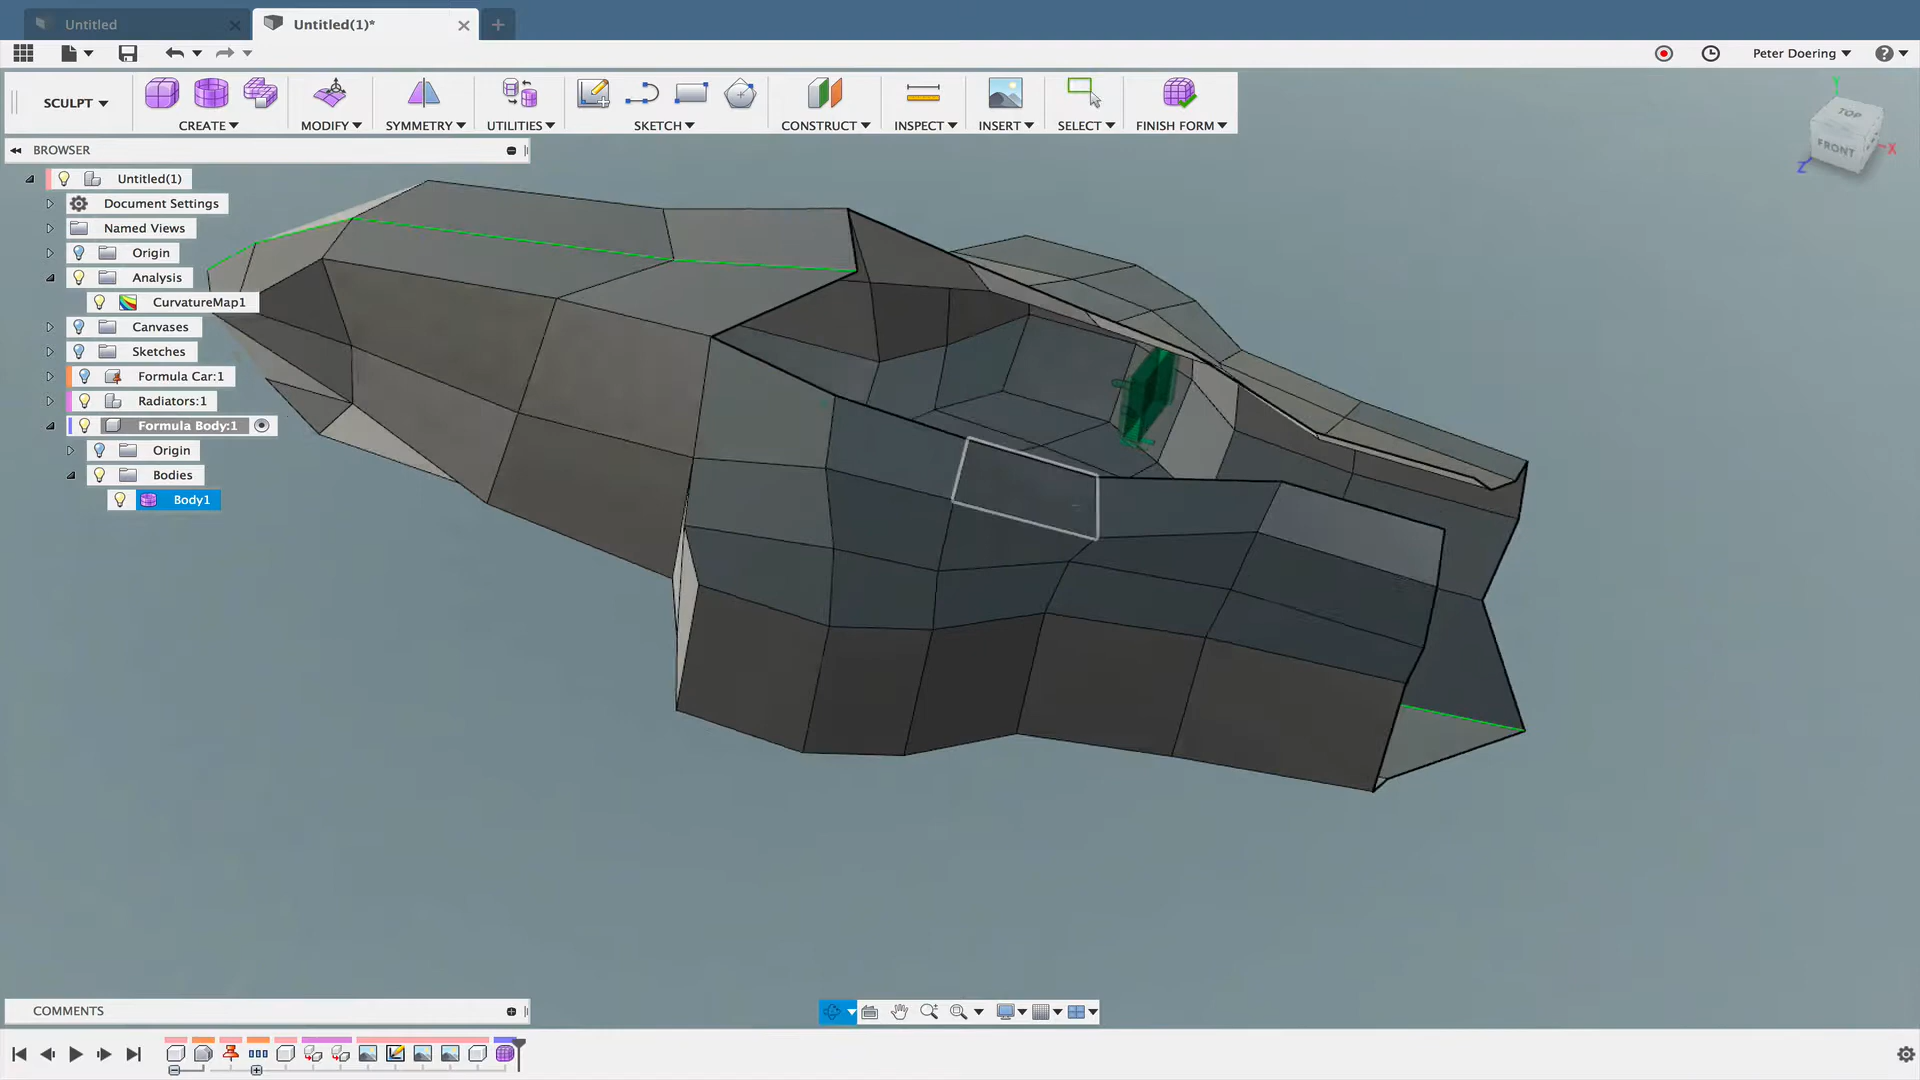 Untitled
Untitled(1)*
Peter Doering
SCULPT
CREATE
MODIFY
SYMMETRY
UTILITIES
SKETCH
CONSTRUCT
INSPECT
INSERT
SELECT
FINISH FORM
TOP
FRONT
Y
X
Z
BROWSER
Untitled(1)
Document Settings
Named Views
Origin
Analysis
CurvatureMap1
Canvases
Sketches
Formula Car:1
Radiators:1
Formula Body:1
Origin
Bodies
Body1
COMMENTS